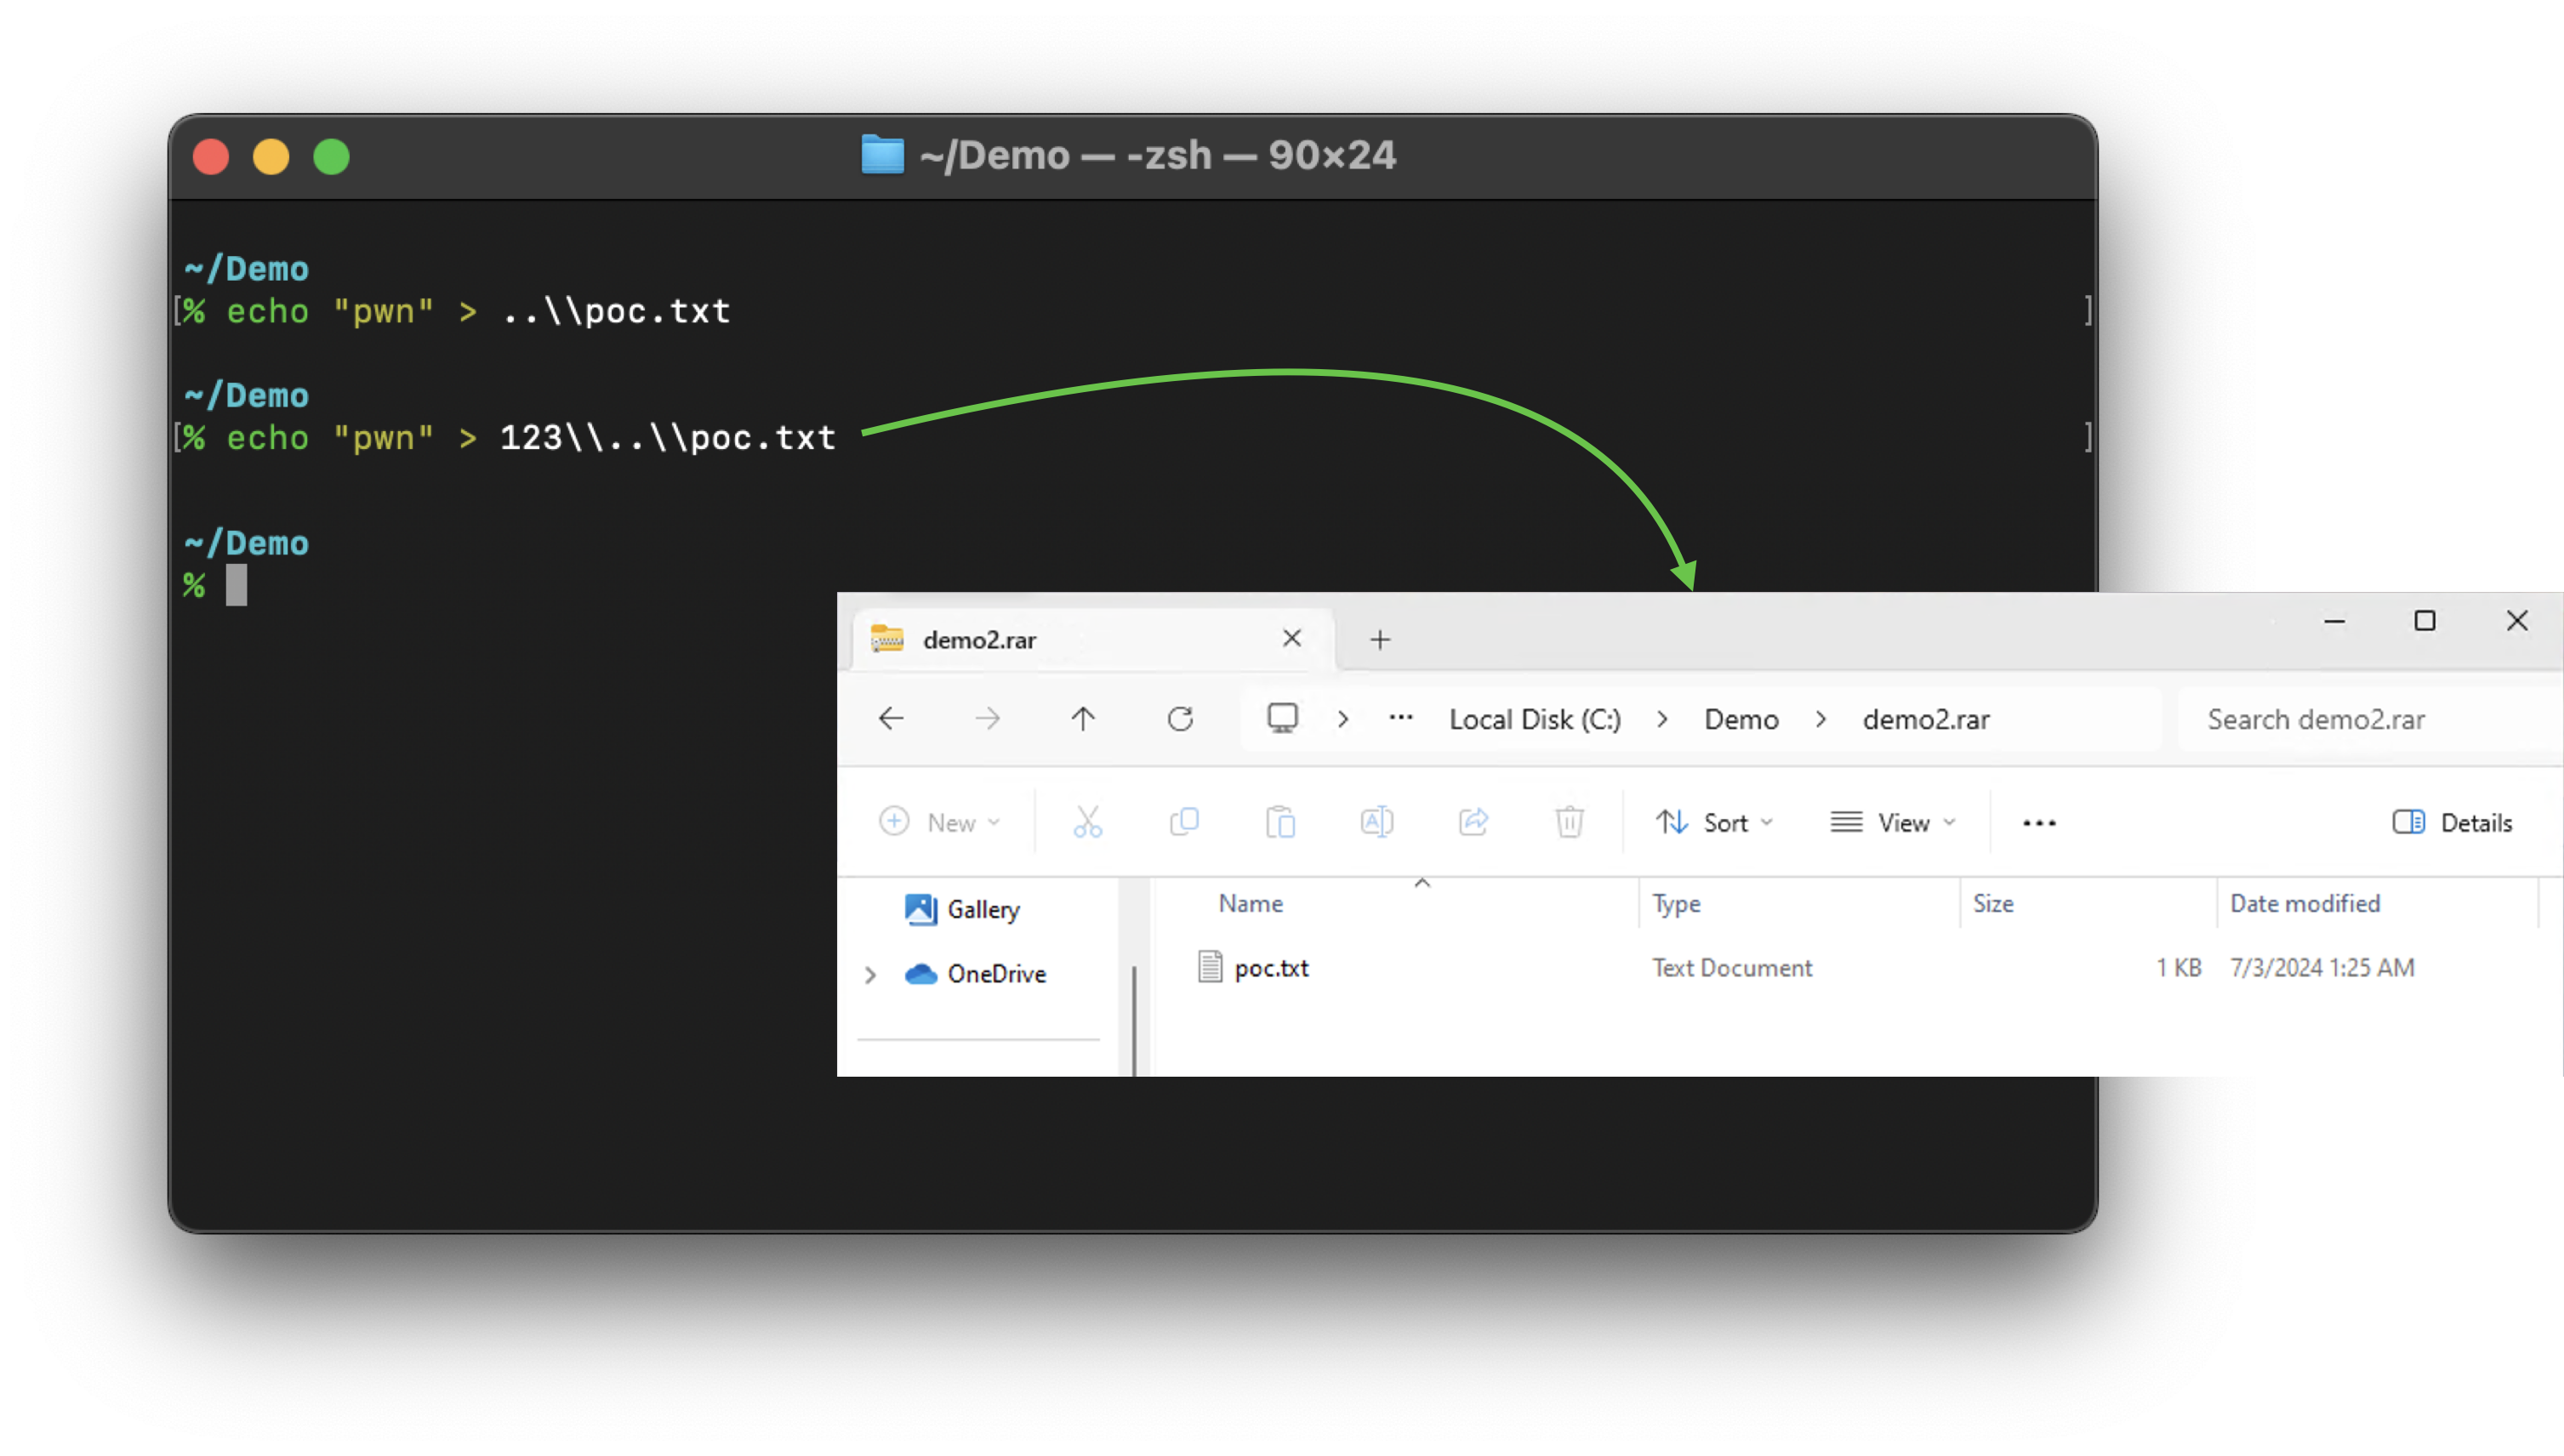 ~/Demo — -zsh — 90×24
~/Demo
[% echo "pwn" > ..\\poc.txt ]
~/Demo
[% echo "pwn" > 123\\..\\poc.txt ]
~/Demo
%
demo2.rar
Local Disk (C:) > Demo > demo2.rar
Search demo2.rar
New Sort View ••• Details
Gallery
OneDrive
Name Type Size Date modified
poc.txt Text Document 1 KB 7/3/2024 1:25 AM